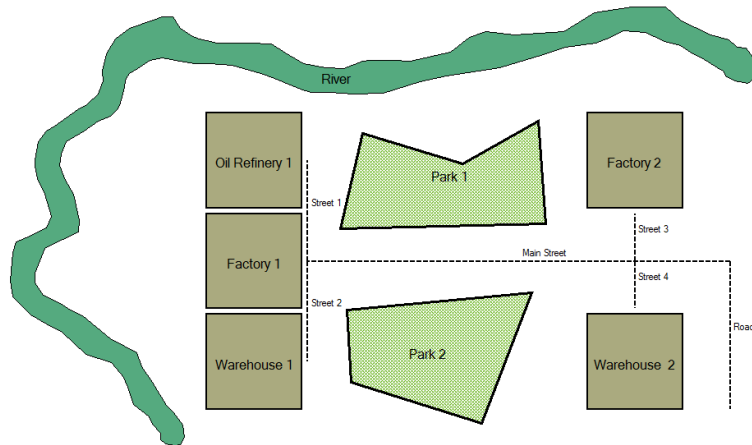 River
Oil Refinery 1
Park 1
Factory 2
Street 1
Street 3
Main Street
Factory 1
Street 4
Street 2
Road
Park 2
Warehouse 1
Warehouse 2